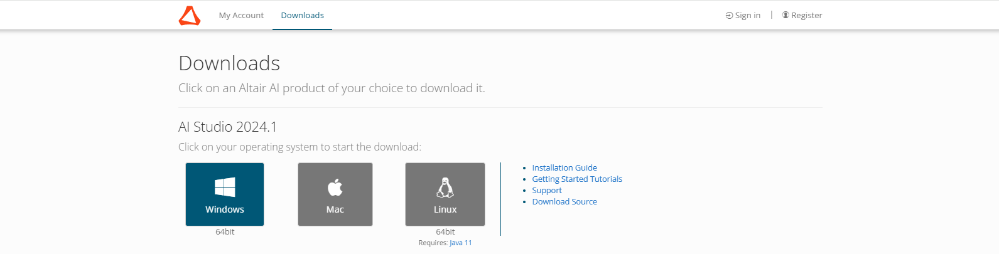 My Account Downloads Sign in | Register
Downloads
Click on an Altair AI product of your choice to download it.
AI Studio 2024.1
Click on your operating system to start the download:
Windows
64bit
Mac
Linux
64bit
Requires: Java 11
Installation Guide
Getting Started Tutorials
Support
Download Source